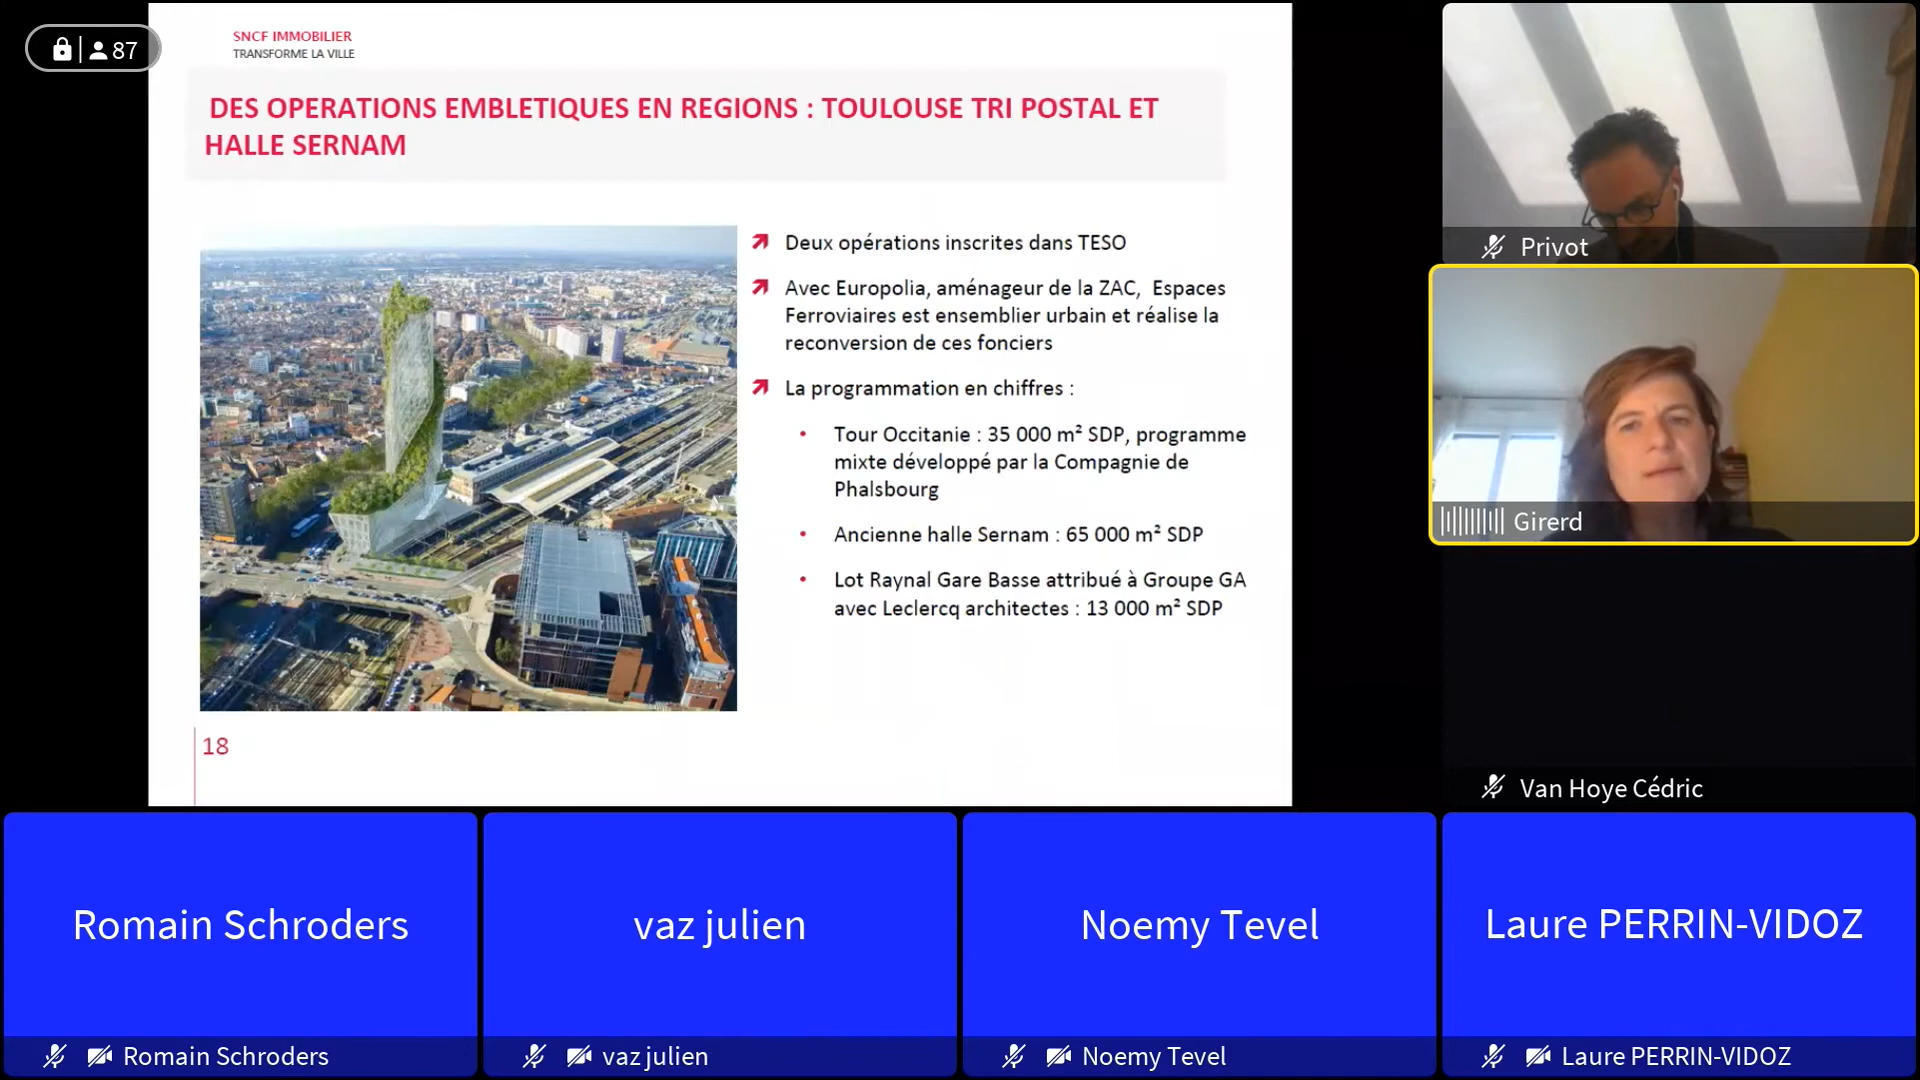 87
SNCF IMMOBILIER
TRANSFORME LA VILLE
DES OPERATIONS EMBLETIQUES EN REGIONS : TOULOUSE TRI POSTAL ET
HALLE SERNAM
Deux opérations inscrites dans TESO
Avec Europolia, aménageur de la ZAC, Espaces
Ferroviaires est ensemblier urbain et réalise la
reconversion de ces fonciers
La programmation en chiffres :
• Tour Occitanie : 35 000 m² SDP, programme
mixte développé par la Compagnie de
Phalsbourg
• Ancienne halle Sernam : 65 000 m² SDP
• Lot Raynal Gare Basse attribué à Groupe GA
avec Leclercq architectes : 13 000 m² SDP
18
Privot
Girerd
Van Hoye Cédric
Romain Schroders
vaz julien
Noemy Tevel
Laure PERRIN-VIDOZ
Romain Schroders
vaz julien
Noemy Tevel
Laure PERRIN-VIDOZ